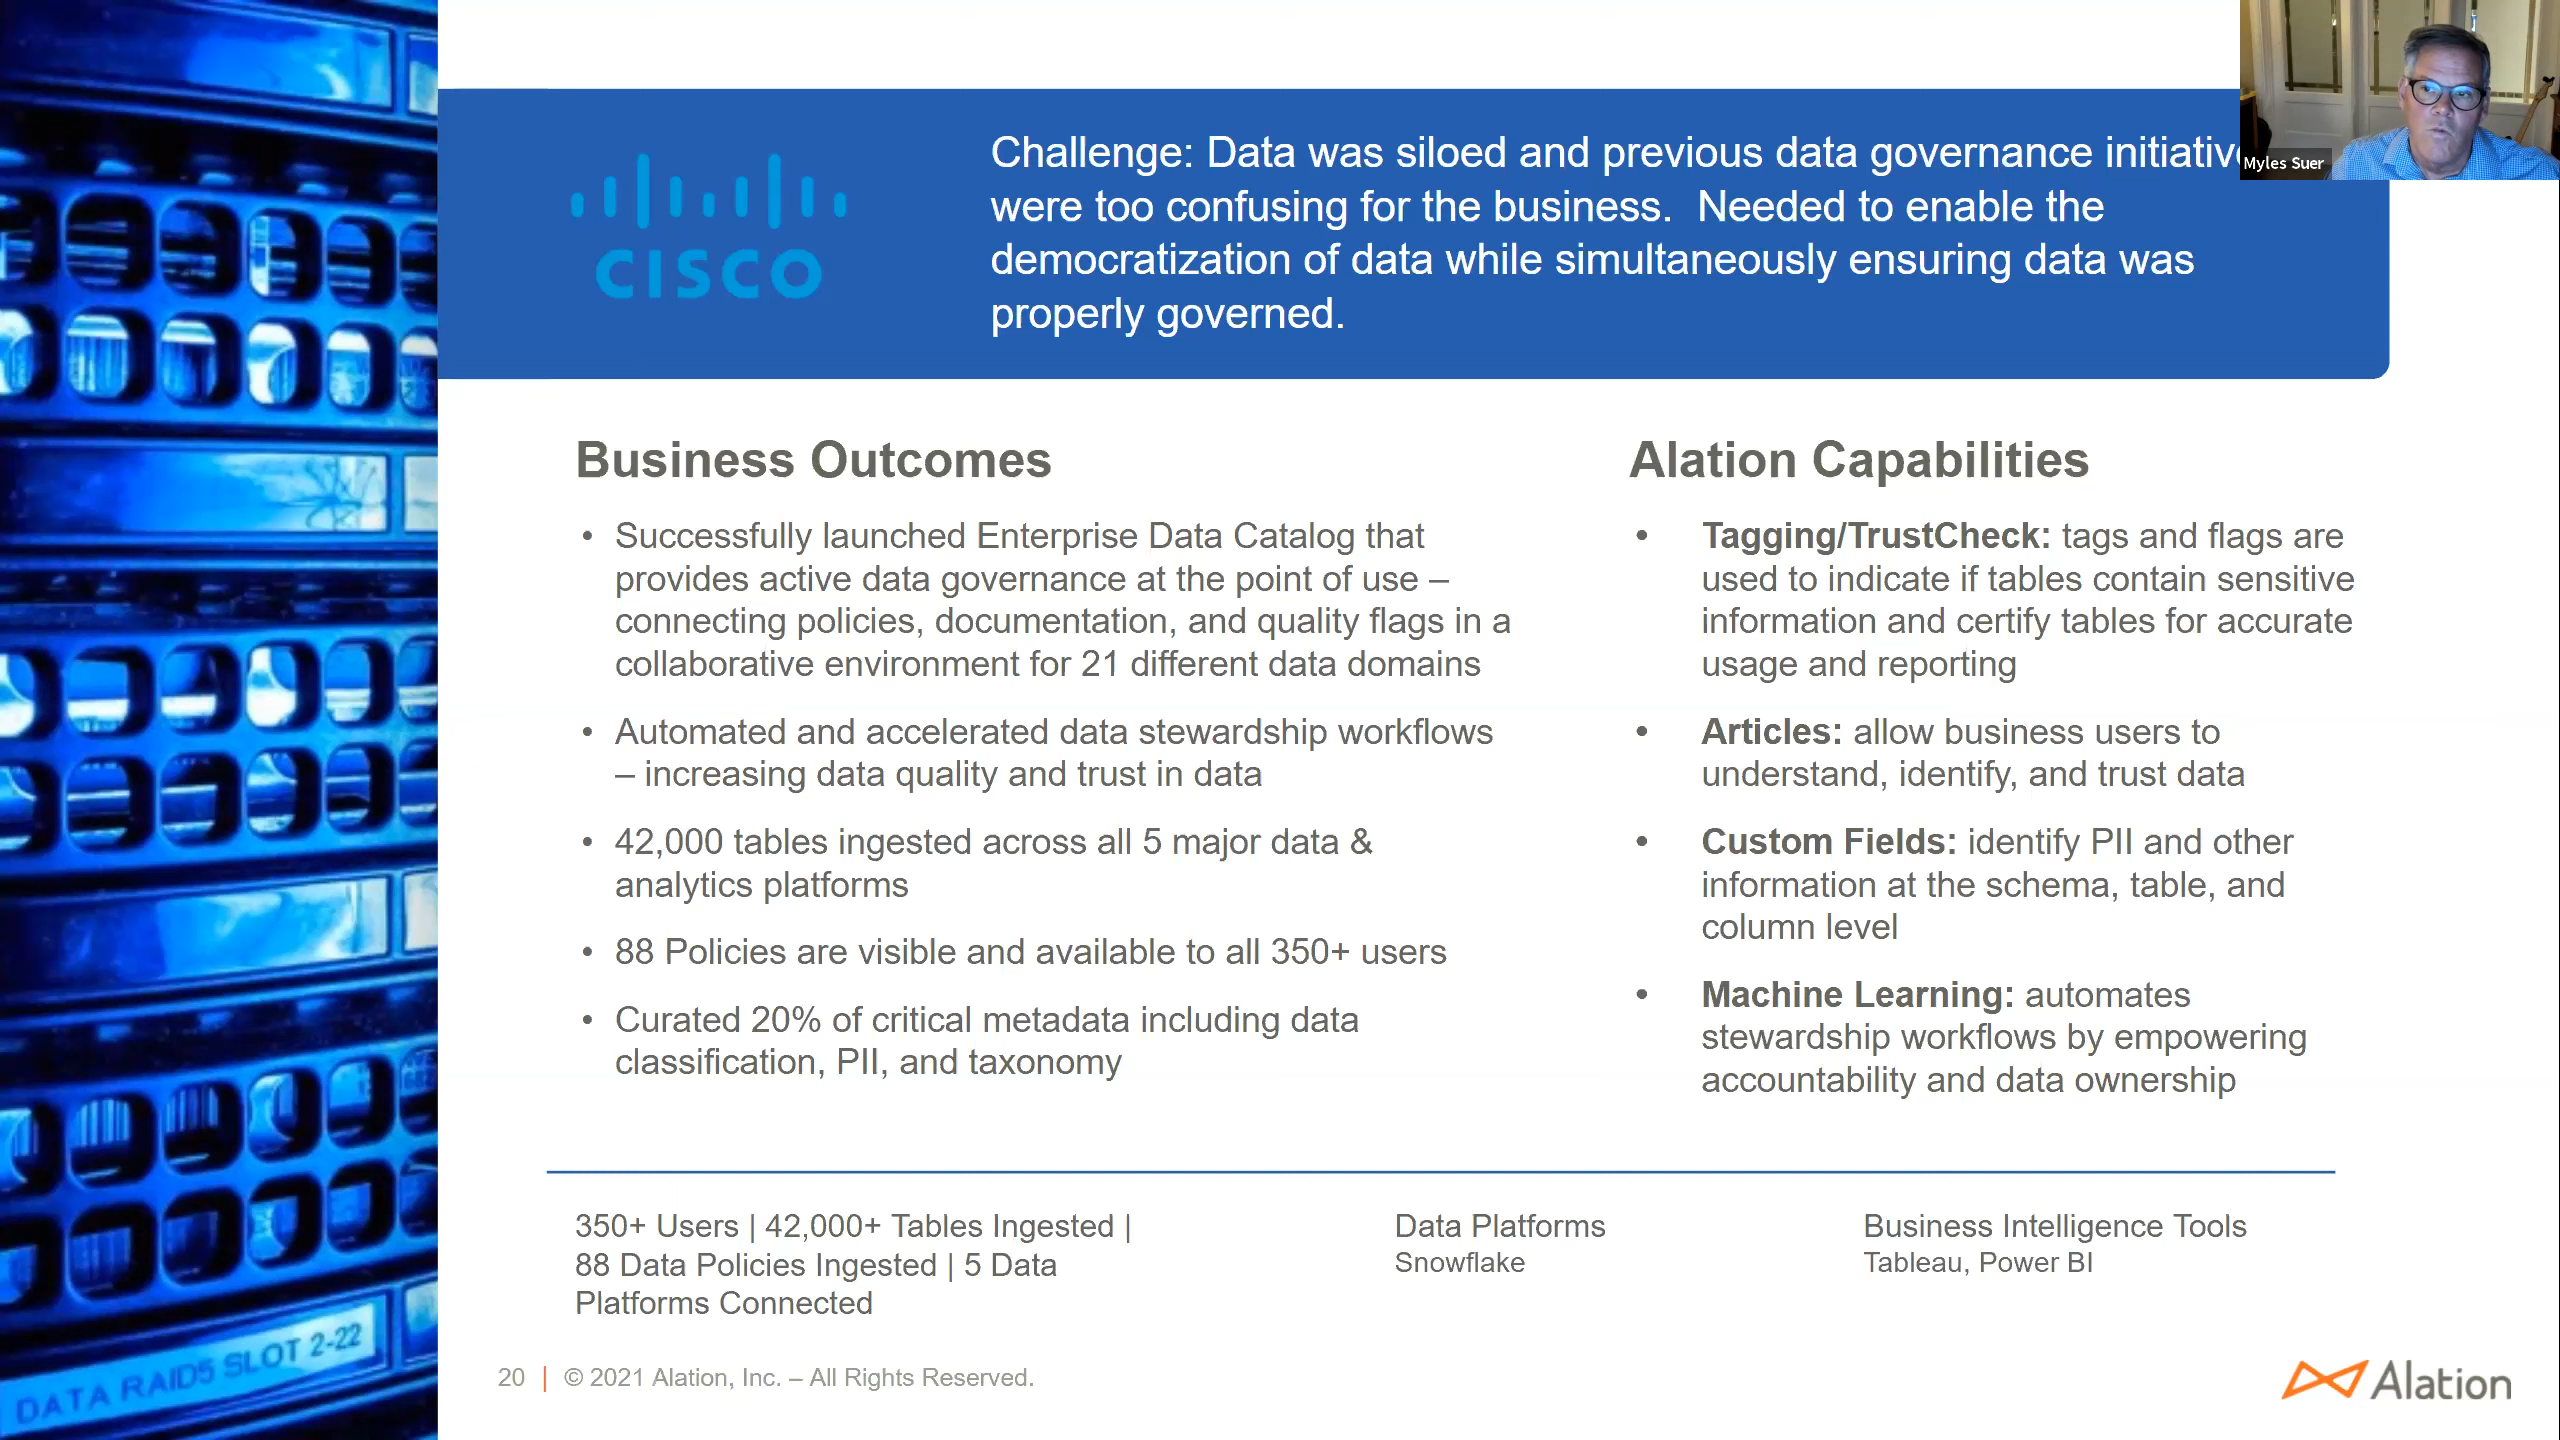 CISCO
Challenge: Data was siloed and previous data governance initiativ
were too confusing for the business. Needed to enable the
democratization of data while simultaneously ensuring data was
properly governed.
Myles Suer
Business Outcomes
• Successfully launched Enterprise Data Catalog that
provides active data governance at the point of use –
connecting policies, documentation, and quality flags in a
collaborative environment for 21 different data domains
• Automated and accelerated data stewardship workflows
– increasing data quality and trust in data
• 42,000 tables ingested across all 5 major data &
analytics platforms
• 88 Policies are visible and available to all 350+ users
• Curated 20% of critical metadata including data
classification, PII, and taxonomy
Alation Capabilities
• Tagging/TrustCheck: tags and flags are
used to indicate if tables contain sensitive
information and certify tables for accurate
usage and reporting
• Articles: allow business users to
understand, identify, and trust data
• Custom Fields: identify PII and other
information at the schema, table, and
column level
• Machine Learning: automates
stewardship workflows by empowering
accountability and data ownership
350+ Users | 42,000+ Tables Ingested |
88 Data Policies Ingested | 5 Data
Platforms Connected
Data Platforms
Snowflake
Business Intelligence Tools
Tableau, Power BI
DATA RAID5 SLOT 2-22
20 | © 2021 Alation, Inc. – All Rights Reserved.
Alation